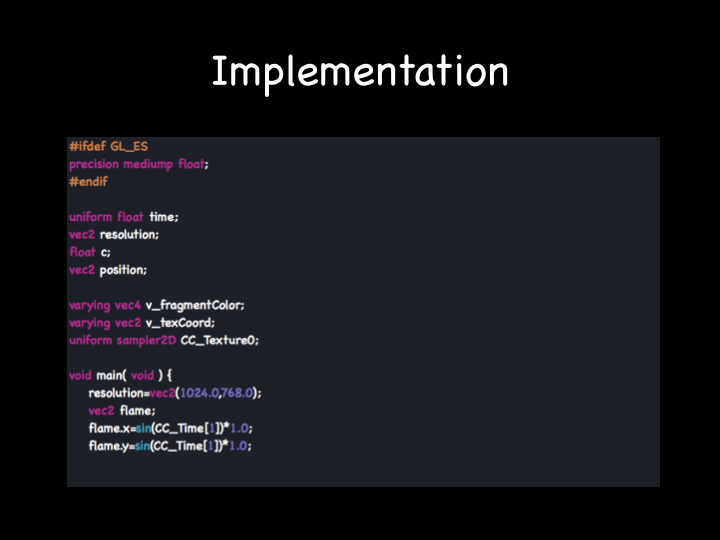 Implementation
#ifdef GL_ES
precision mediump float;
#endif
uniform float time;
vec2 resolution;
float c;
vec2 position;
varying vec4 v_fragmentColor;
varying vec2 v_texCoord;
uniform sampler2D CC_Texture0;
void main( void ) {
resolution=vec2(1024.0,768.0);
vec2 flame;
flame.x=sin(CC_Time[1])*1.0;
flame.y=sin(CC_Time[1])*1.0;